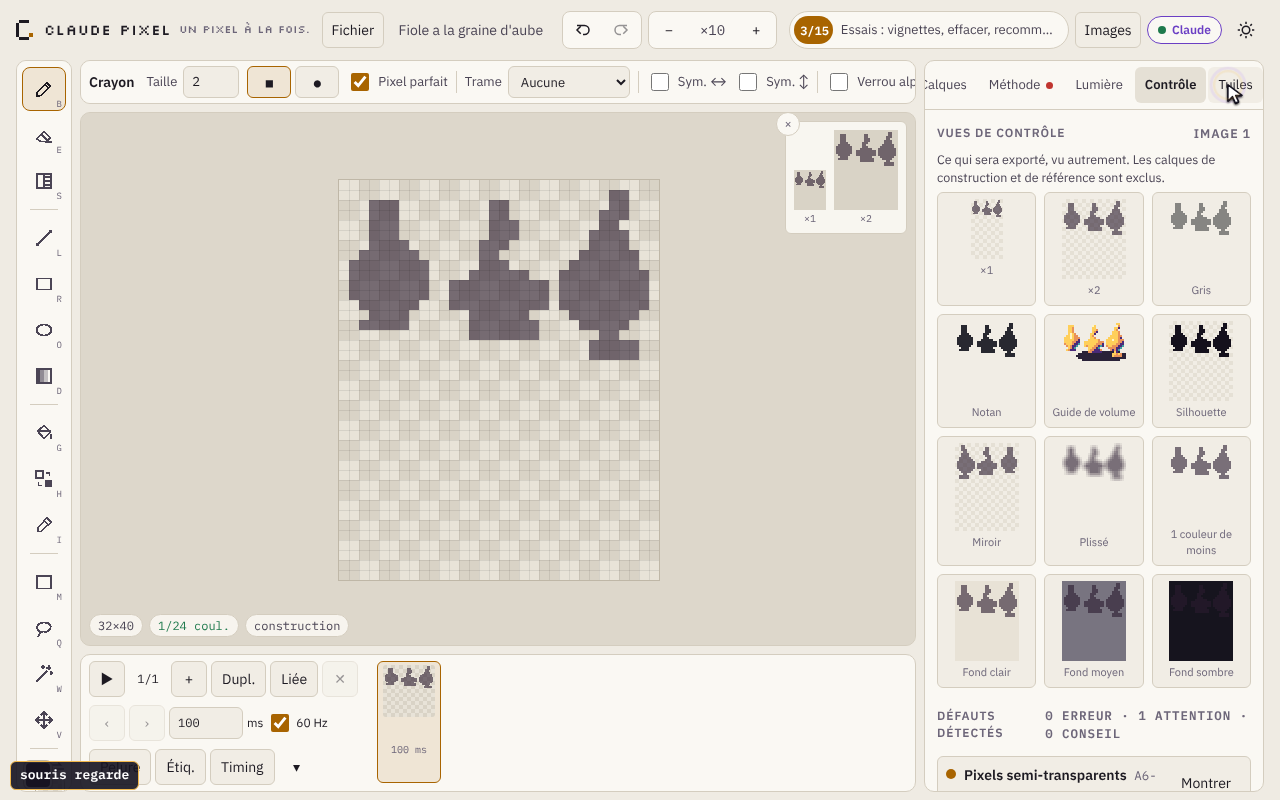 CLAUDE PIXEL UN PIXEL À LA FOIS. Fichier Fiole à la graine d'aube − ×10 + 3/15 Essais : vignettes, effacer, recomm... Images Claude
Crayon Taille 2 Pixel parfait Trame Aucune Sym. ↔ Sym. ↕ Verrou alp
Calques Méthode Lumière Contrôle Tuiles
B
E
S
L
R
O
D
G
H
I
M
Q
W
V
×
×1 ×2
VUES DE CONTRÔLE IMAGE 1
Ce qui sera exporté, vu autrement. Les calques de
construction et de référence sont exclus.
×1 ×2 Gris
Notan Guide de volume Silhouette
Miroir Plissé 1 couleur de
moins
Fond clair Fond moyen Fond sombre
DÉFAUTS
DÉTECTÉS
0 ERREUR · 1 ATTENTION ·
0 CONSEIL
Pixels semi-transparents A6- Montrer
32×40 1/24 coul. construction
1/1 + Dupl. Liée ×
‹ › 100 ms 60 Hz
Pelure Étiq. Timing
100 ms
souris regarde